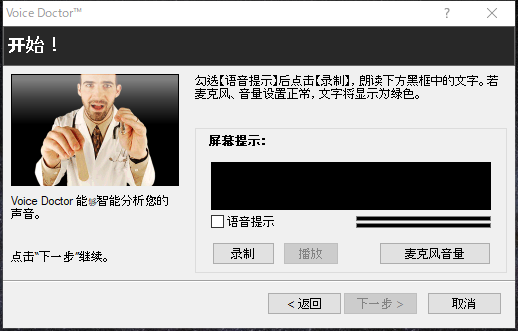 Voice Doctor™
开始！
勾选【语音提示】后点击【录制】，朗读下方黑框中的文字。若
麦克风、音量设置正常，文字将显示为绿色。
屏幕提示：
Voice Doctor 能够智能分析您的
声音。
语音提示
点击“下一步”继续。
录制
播放
麦克风音量
< 返回
下一步 >
取消